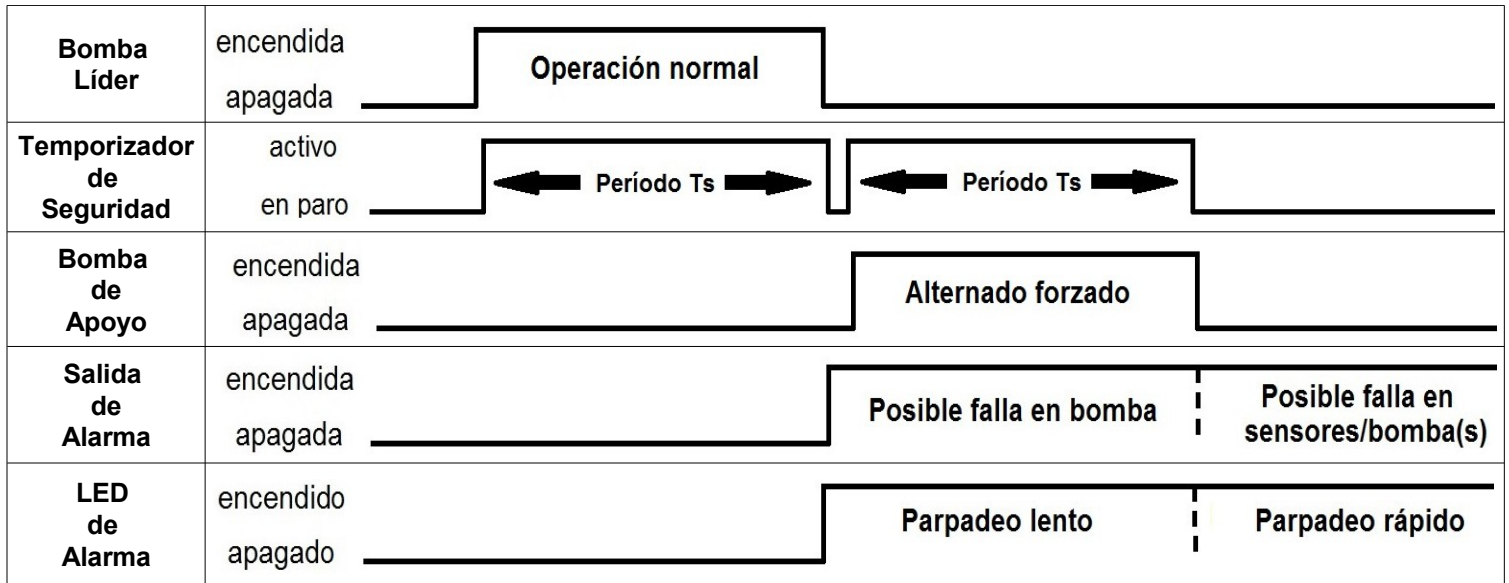 Bomba
Líder
encendida
apagada
Operación normal
Temporizador
de
Seguridad
activo
en paro
Período Ts
Período Ts
Bomba
de
Apoyo
encendida
apagada
Alternado forzado
Salida
de
Alarma
encendida
apagada
Posible falla en bomba
Posible falla en
sensores/bomba(s)
LED
de
Alarma
encendido
apagado
Parpadeo lento
Parpadeo rápido